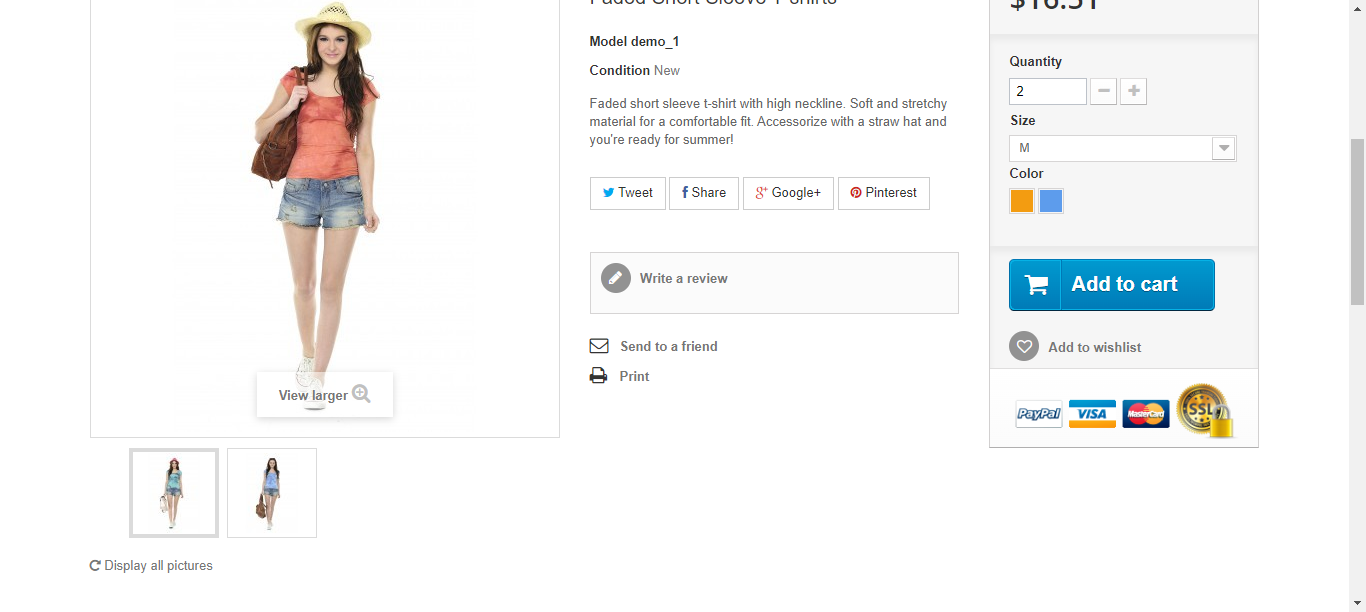 Faded Short Sleeve T-shirts
$16.51
Model demo_1
Condition New
Faded short sleeve t-shirt with high neckline. Soft and stretchy
material for a comfortable fit. Accessorize with a straw hat and
you're ready for summer!
Tweet
Share
Google+
Pinterest
Write a review
Send to a friend
Print
View larger
Display all pictures
Quantity
2
Size
M
Color
Add to cart
Add to wishlist
PayPal
VISA
MasterCard
SSL